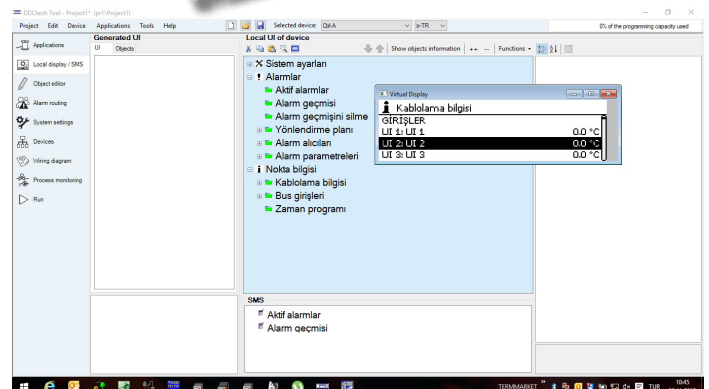 DDCtech Tool - Project1* (prj1\Project1)
Project Edit Device Applications Tools Help
Selected device
tr-TR
0% of the programming capacity used
Applications
Local display / SMS
Object editor
Alarm routing
System settings
Devices
Wiring diagram
Process monitoring
Run
Generated UI
UI Objects
Local UI of device
Show objects information ++ -- Functions
Sistem ayarları
Alarmlar
Aktif alarmlar
Alarm geçmişi
Alarm geçmişini silme
Yönlendirme planı
Alarm alıcıları
Alarm parametreleri
Nokta bilgisi
Kablolama bilgisi
Bus girişleri
Zaman programı
Virtual Display
Kablolama bilgisi
GİRİŞLER
UI 1: UI 1 0.0 °C
UI 2: UI 2 0.0 °C
UI 3: UI 3 0.0 °C
SMS
Aktif alarmlar
Alarm geçmişi
TERMMARKET
TUR
10:45